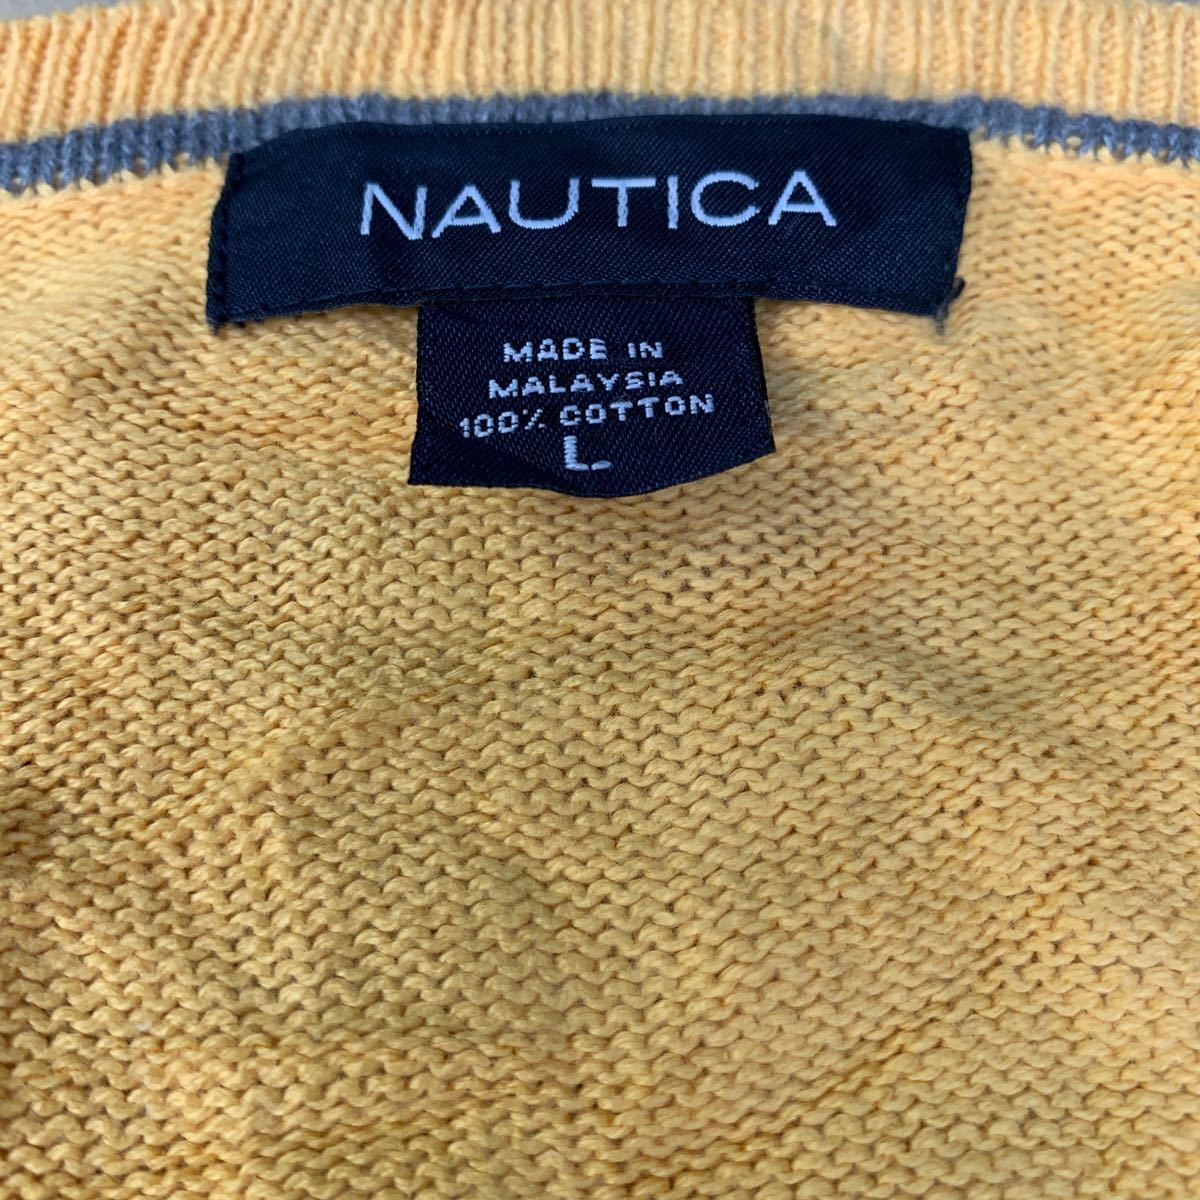 NAUTICA
MADE IN
MALAYSIA
100% COTTON
L